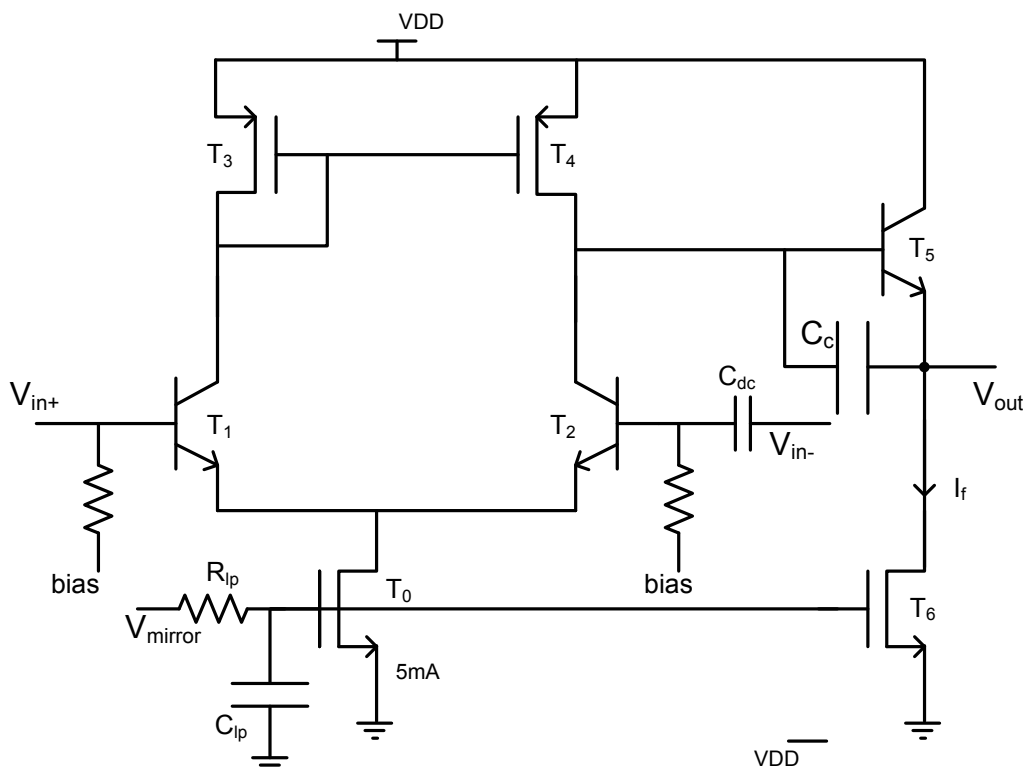 VDD
T3
T4
T5
Cc
Cdc
Vin+
T1
T2
Vin-
Vout
If
bias
Rlp
bias
T0
T6
Vmirror
5mA
Clp
VDD